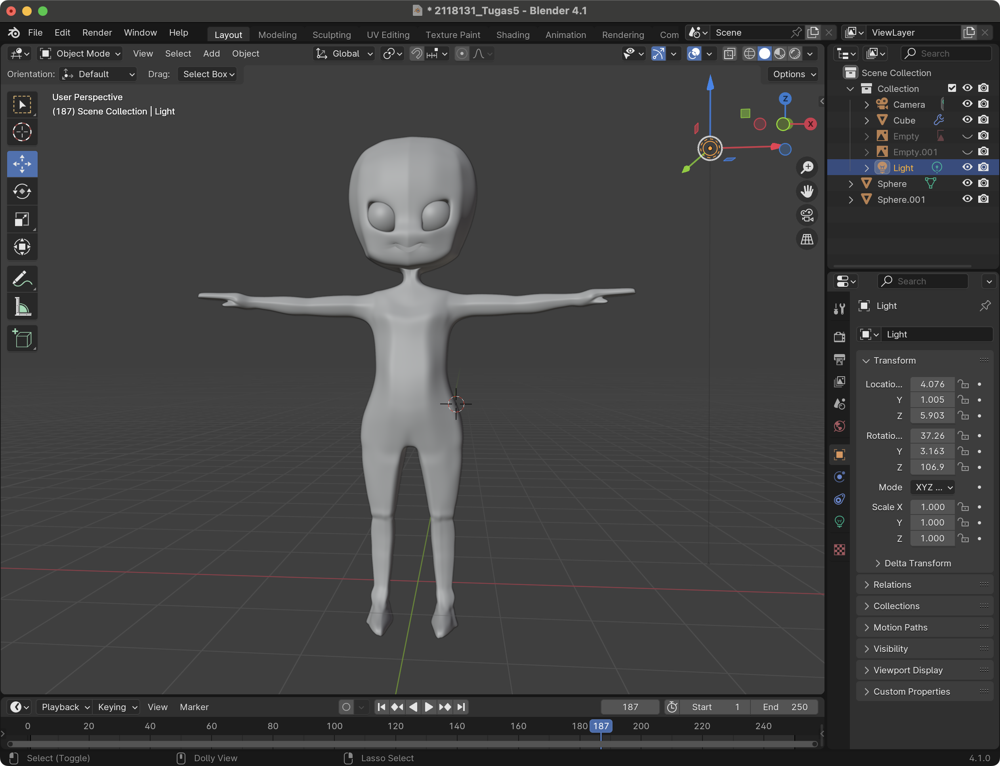 * 2118131_Tugas5 - Blender 4.1
File Edit Render Window Help Layout Modeling Sculpting UV Editing Texture Paint Shading Animation Rendering Com Scene ViewLayer
Object Mode View Select Add Object Global Search
Orientation: Default Drag: Select Box Options
User Perspective
(187) Scene Collection | Light
Z
X
Scene Collection
Collection
Camera
Cube
Empty
Empty.001
Light
Sphere
Sphere.001
Search
Light
Light
Transform
Locatio... 4.076
Y 1.005
Z 5.903
Rotatio... 37.26
Y 3.163
Z 106.9
Mode XYZ ...
Scale X 1.000
Y 1.000
Z 1.000
Delta Transform
Relations
Collections
Motion Paths
Visibility
Viewport Display
Custom Properties
Playback Keying View Marker 187 Start 1 End 250
0 20 40 60 80 100 120 140 160 180 187 200 220 240
Select (Toggle) Dolly View Lasso Select 4.1.0